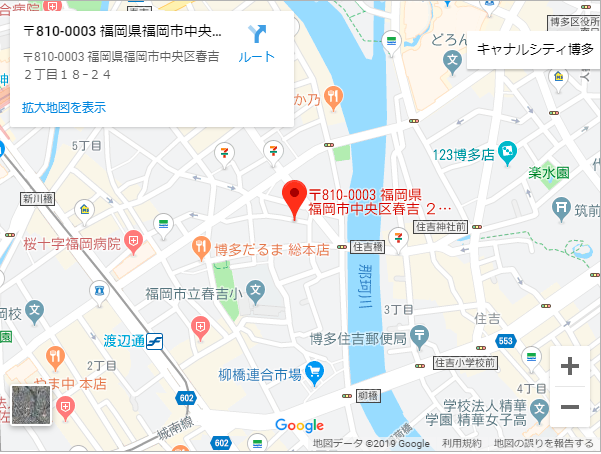 〒810-0003 福岡県福岡市中央...
〒810-0003 福岡県福岡市中央区春吉
２丁目１８−２４
ルート
拡大地図を表示
博多区役所
どろん
キャナルシティ博多
か乃
5丁目
7
7
123博多店
楽水園
新川橋
〒810-0003 福岡県
福岡市中央区春吉 ２...
筑前
住吉神社前
7
桜十字福岡病院
博多だるま 総本店
住吉橋
那珂川
福岡市立春吉小
3丁目
岡校
住吉
渡辺通
博多住吉郵便局
553
2丁目
住吉小学校前
やま中 本店
柳橋連合市場
602
柳橋
602
城南線
学校法人精華
学園 精華女子高
Google
地図データ ©2019 Google
利用規約
地図の誤りを報告する